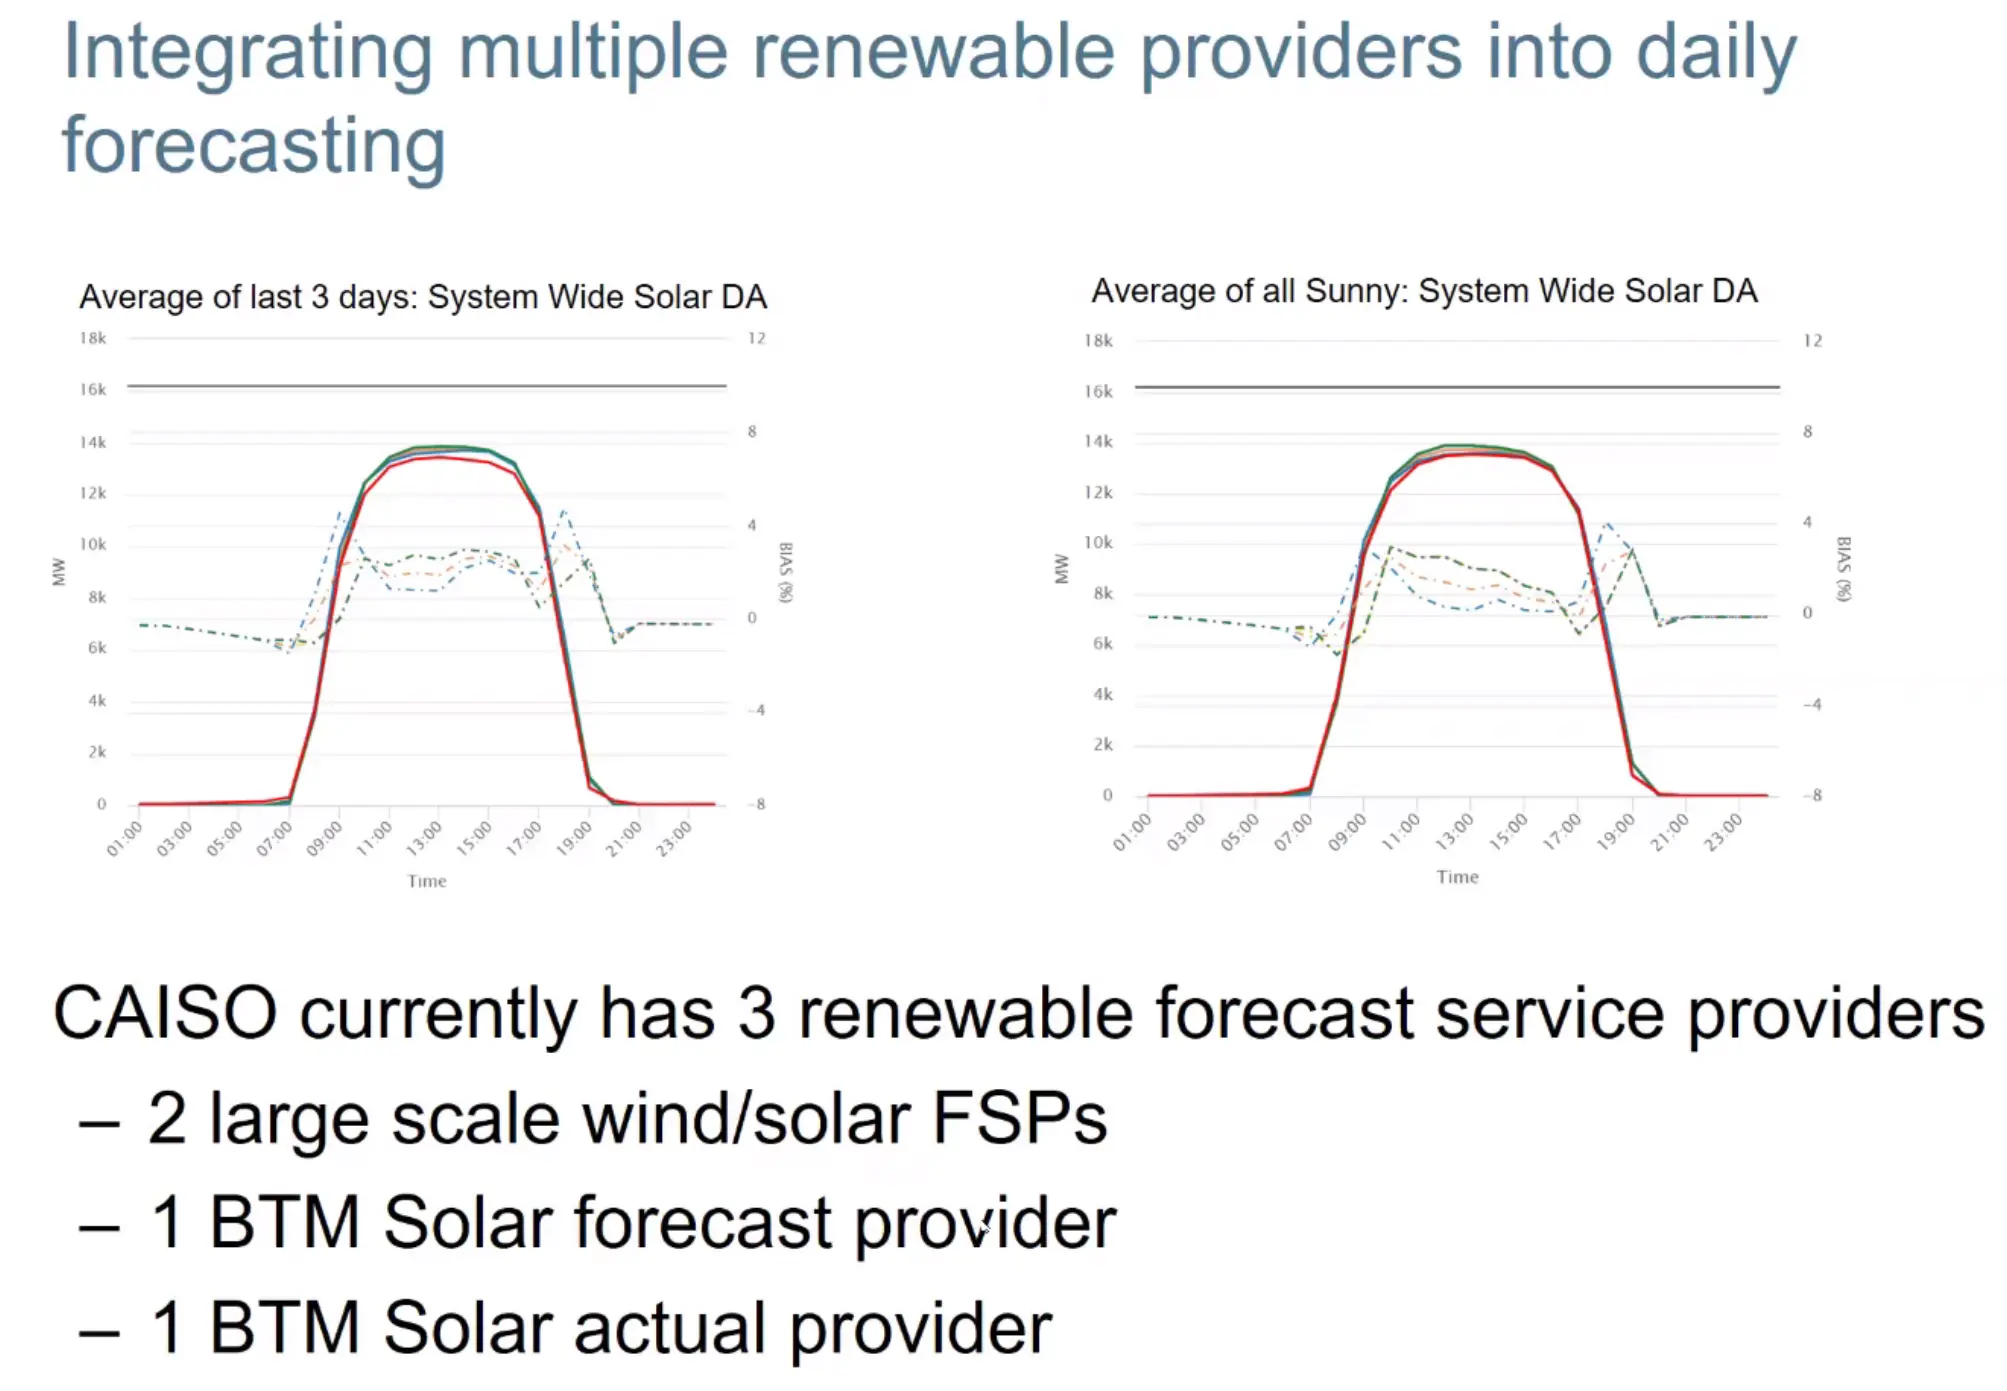 Integrating multiple renewable providers into daily
forecasting
Average of last 3 days: System Wide Solar DA
18k
16k
14k
12k
10k
8k
6k
4k
2k
0
MW
12
8
4
0
-4
-8
BIAS (%)
01:00 03:00 05:00 07:00 09:00 11:00 13:00 15:00 17:00 19:00 21:00 23:00
Time
Average of all Sunny: System Wide Solar DA
18k
16k
14k
12k
10k
8k
6k
4k
2k
0
MW
12
8
4
0
-4
-8
BIAS (%)
01:00 03:00 05:00 07:00 09:00 11:00 13:00 15:00 17:00 19:00 21:00 23:00
Time
CAISO currently has 3 renewable forecast service providers
– 2 large scale wind/solar FSPs
– 1 BTM Solar forecast provider
– 1 BTM Solar actual provider